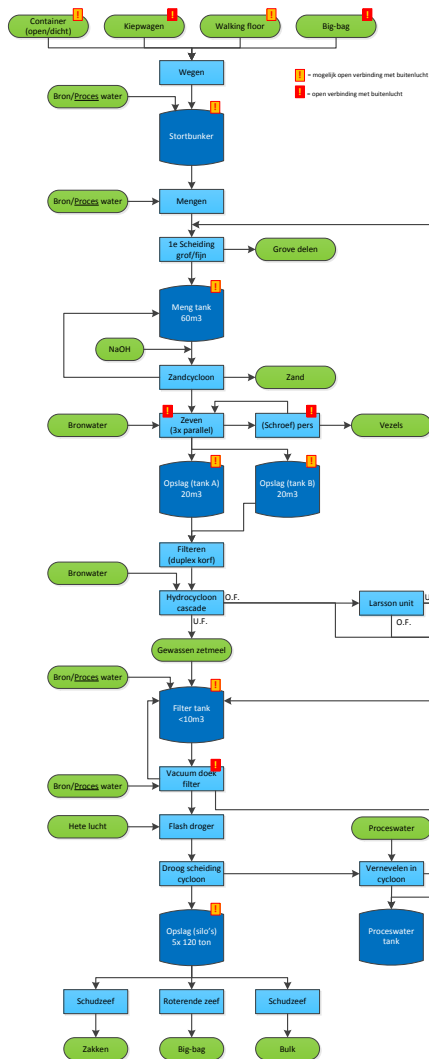 Container
(open/dicht)
!
Kiepwagen
!
Walking floor
!
Big-bag
!
Wegen
! = mogelijk open verbinding met buitenlucht
! = open verbinding met buitenlucht
Bron/Proces water
!
Stortbunker
Bron/Proces water
Mengen
1e Scheiding
grof/fijn
Grove delen
!
Meng tank
60m3
NaOH
Zandcycloon
Zand
!
Bronwater
Zeven
(3x parallel)
!
(Schroef) pers
Vezels
!
Opslag (tank A)
20m3
!
Opslag (tank B)
20m3
Filteren
(duplex korf)
Bronwater
Hydrocycloon
cascade
O.F.
Larsson unit
U
U.F.
O.F.
Gewassen zetmeel
Bron/Proces water
!
Filter tank
<10m3
!
Bron/Proces water
Vacuum doek
filter
Hete lucht
Flash droger
Proceswater
Droog scheiding
cycloon
Vernevelen in
cycloon
!
Opslag (silo's)
5x 120 ton
Proceswater
tank
Schudzeef
Roterende zeef
Schudzeef
Zakken
Big-bag
Bulk